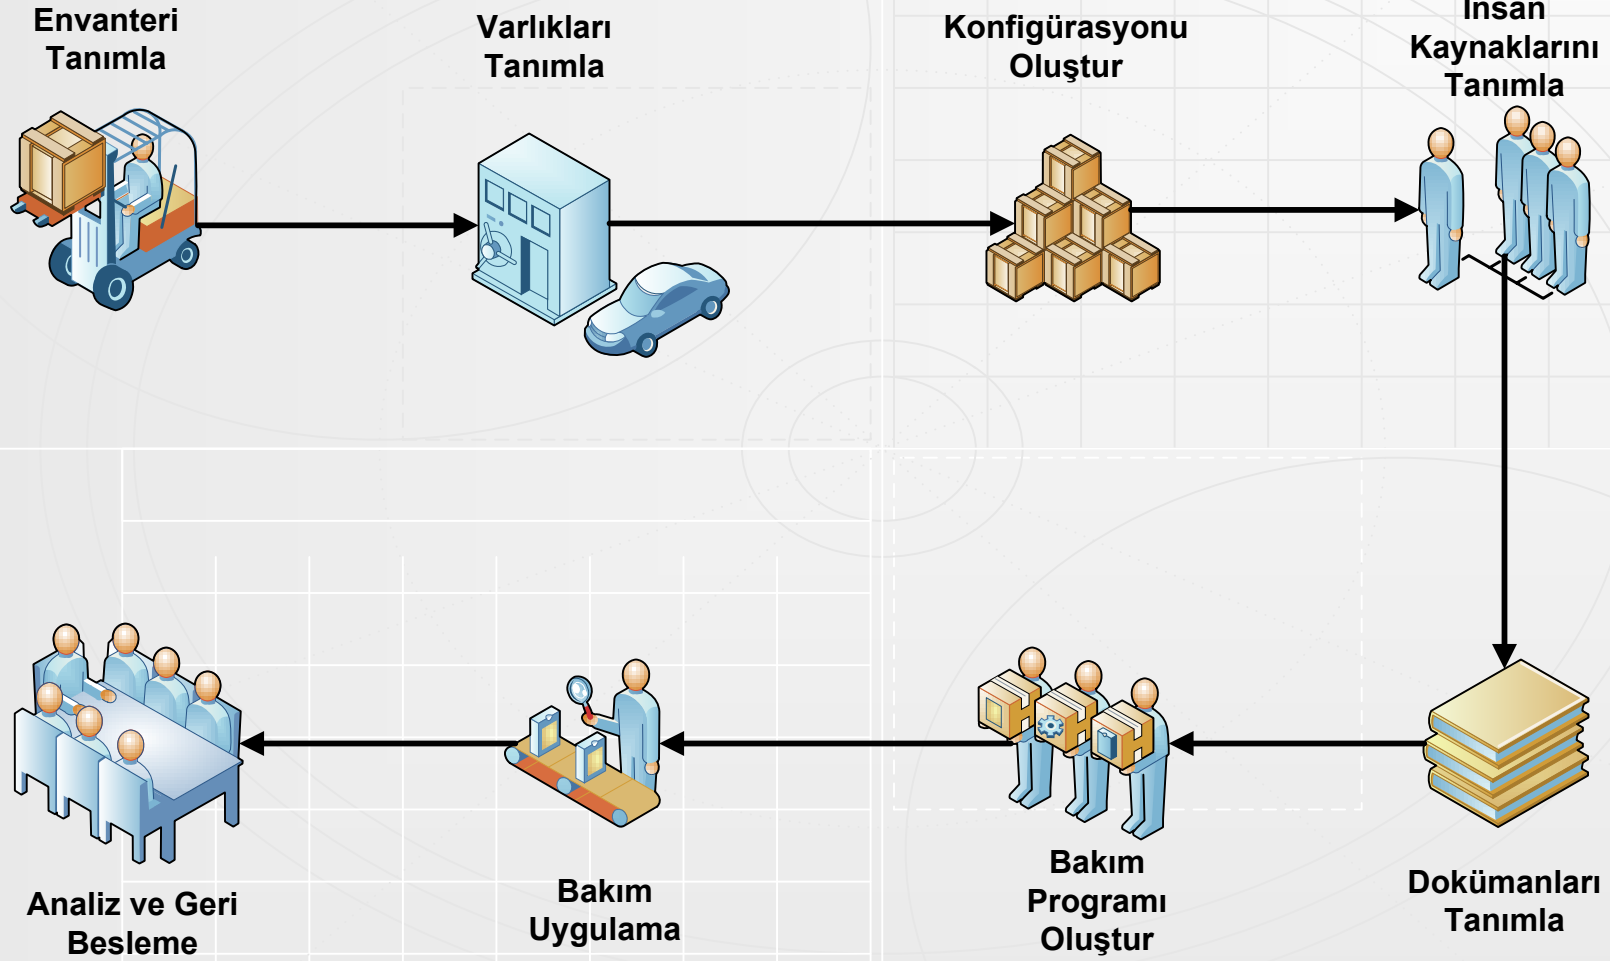 Envanteri
Tanımla
Varlıkları
Tanımla
Konfigürasyonu
Oluştur
İnsan
Kaynaklarını
Tanımla
Analiz ve Geri
Besleme
Bakım
Uygulama
Bakım
Programı
Oluştur
Dokümanları
Tanımla